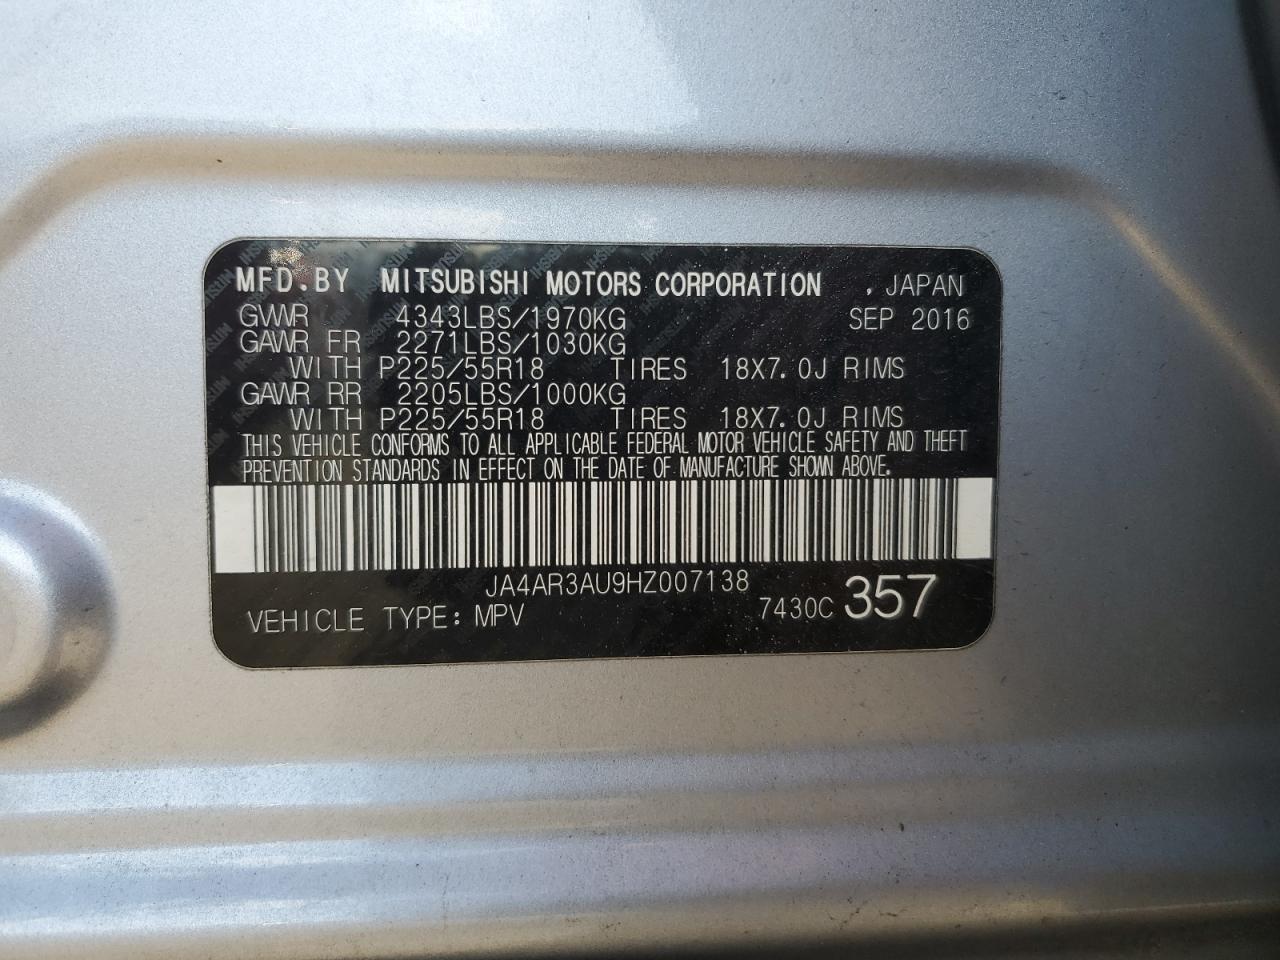 MFD.BY MITSUBISHI MOTORS CORPORATION , JAPAN
GVWR 4343LBS/1970KG SEP 2016
GAWR FR 2271LBS/1030KG
WITH P225/55R18 TIRES 18X7.0J RIMS
GAWR RR 2205LBS/1000KG
WITH P225/55R18 TIRES 18X7.0J RIMS
THIS VEHICLE CONFORMS TO ALL APPLICABLE FEDERAL MOTOR VEHICLE SAFETY AND THEFT
PREVENTION STANDARDS IN EFFECT ON THE DATE OF MANUFACTURE SHOWN ABOVE.
JA4AR3AU9HZ007138
VEHICLE TYPE: MPV 7430C 357